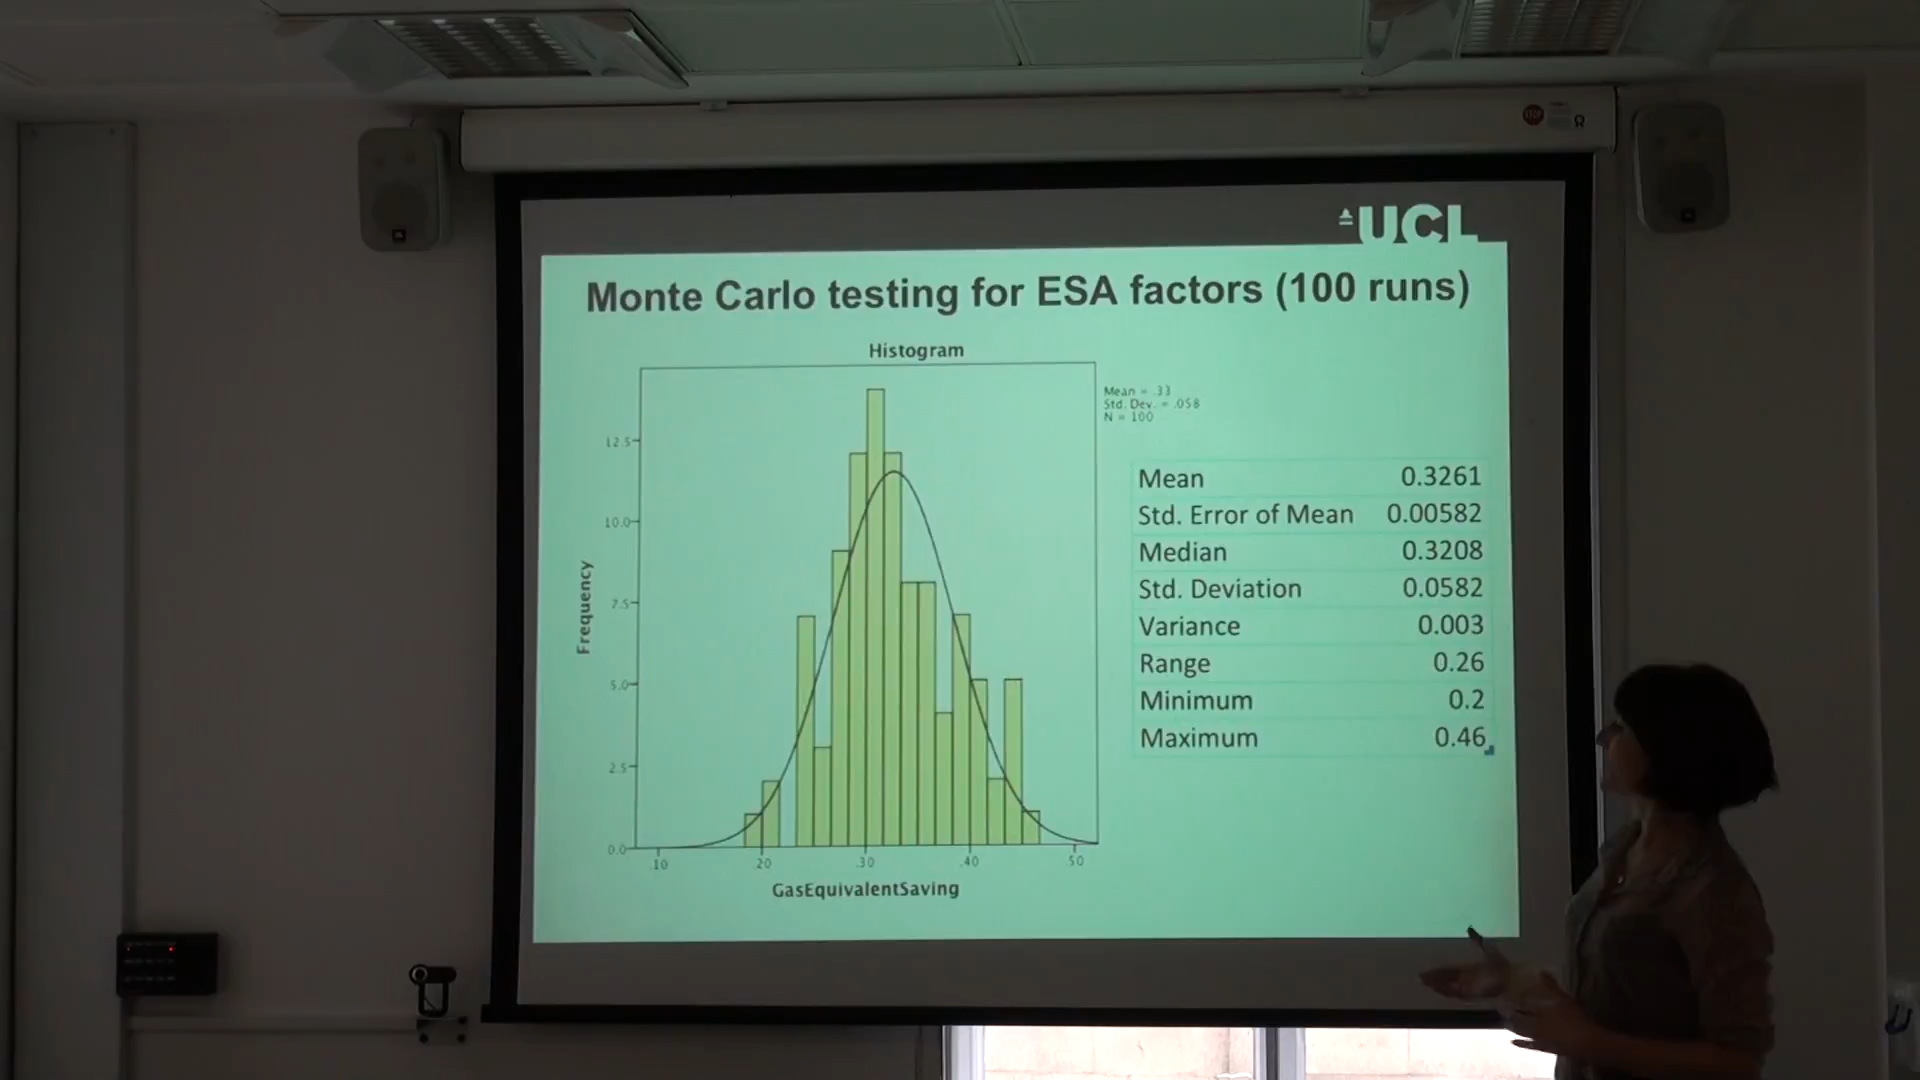 UCL
Monte Carlo testing for ESA factors (100 runs)
Histogram
Mean = .33
Std. Dev. = .058
N = 100
12.5
10.0
7.5
5.0
2.5
0.0
Frequency
.10 .20 .30 .40 .50
GasEquivalentSaving
Mean 0.3261
Std. Error of Mean 0.00582
Median 0.3208
Std. Deviation 0.0582
Variance 0.003
Range 0.26
Minimum 0.2
Maximum 0.46
STOP